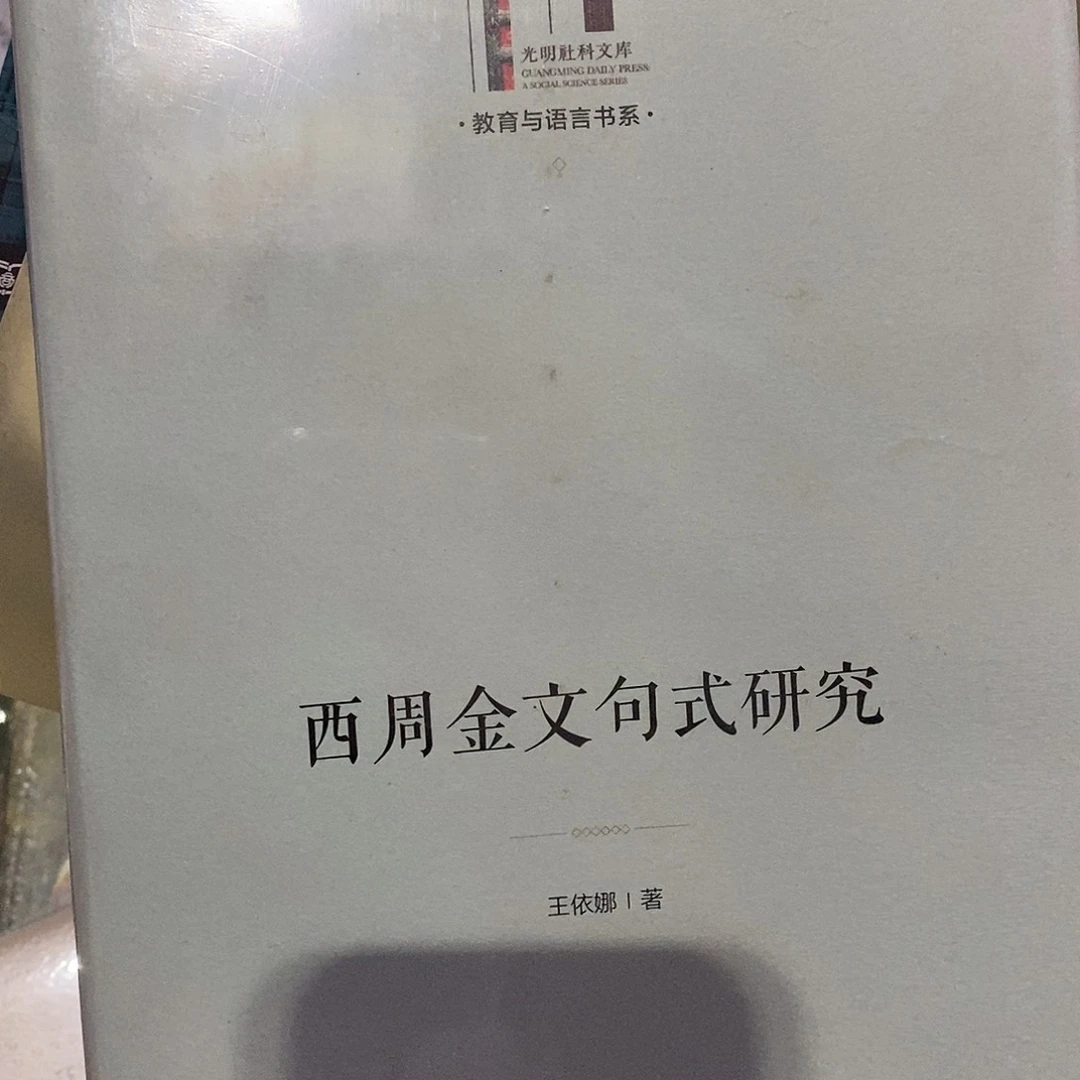 光明社科文库
GUANGMING DAILY PRESS:
A SOCIAL SCIENCE SERIES
·教育与语言书系·
西周金文句式研究
王依娜 | 著